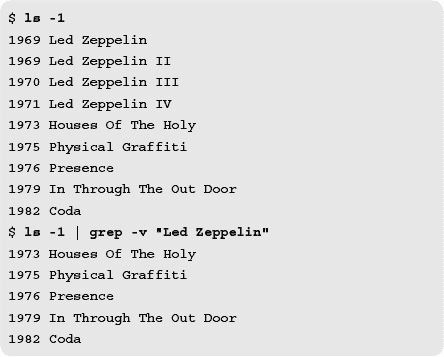 $ ls -1
1969 Led Zeppelin
1969 Led Zeppelin II
1970 Led Zeppelin III
1971 Led Zeppelin IV
1973 Houses Of The Holy
1975 Physical Graffiti
1976 Presence
1979 In Through The Out Door
1982 Coda
$ ls -1 | grep -v "Led Zeppelin"
1973 Houses Of The Holy
1975 Physical Graffiti
1976 Presence
1979 In Through The Out Door
1982 Coda